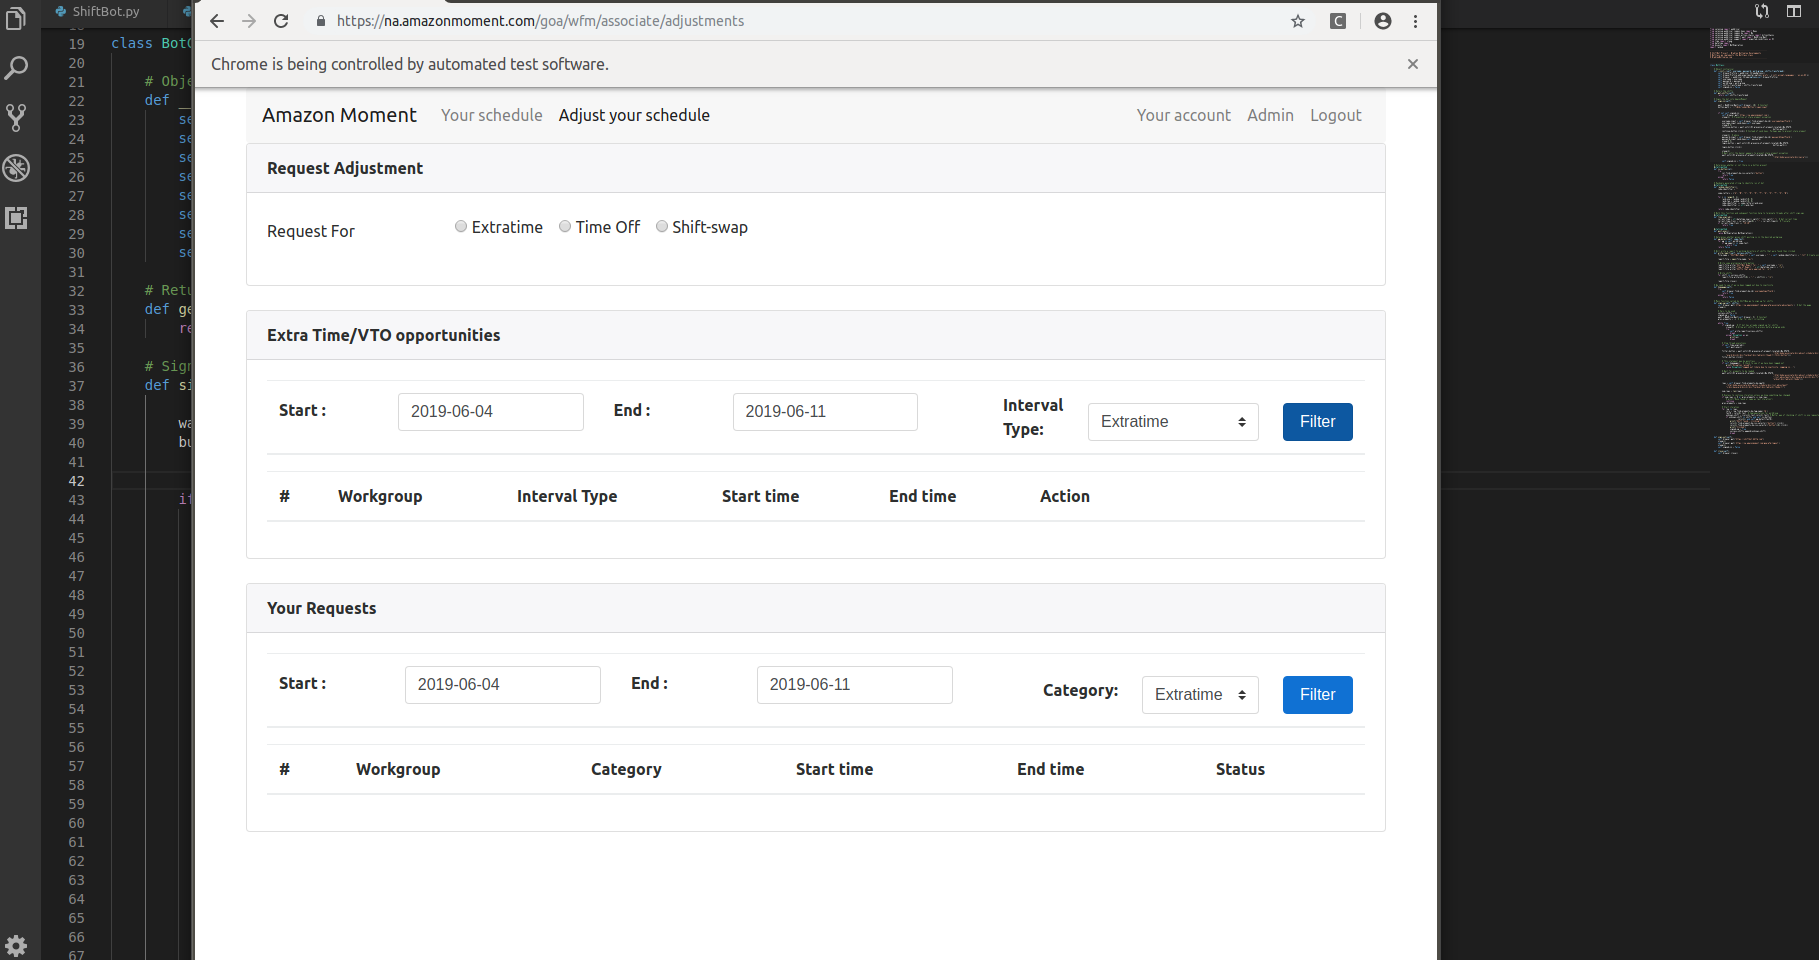 ShiftBot.py
https://na.amazonmoment.com/goa/wfm/associate/adjustments
C
Chrome is being controlled by automated test software.
19 class Bot
20
21 # Obje
22 def
23 se
24 se
25 se
26 se
27 se
28 se
29 se
30 se
31
32 # Retu
33 def ge
34 re
35
36 # Sign
37 def si
38
39 wa
40 bu
41
42
43 if
44
45
46
47
48
49
50
51
52
53
54
55
56
57
58
59
60
61
62
63
64
65
66
67
Amazon Moment Your schedule Adjust your schedule Your account Admin Logout
Request Adjustment
Request For Extratime Time Off Shift-swap
Extra Time/VTO opportunities
Start : 2019-06-04 End : 2019-06-11 Interval Type: Extratime Filter
# Workgroup Interval Type Start time End time Action
Your Requests
Start : 2019-06-04 End : 2019-06-11 Category: Extratime Filter
# Workgroup Category Start time End time Status